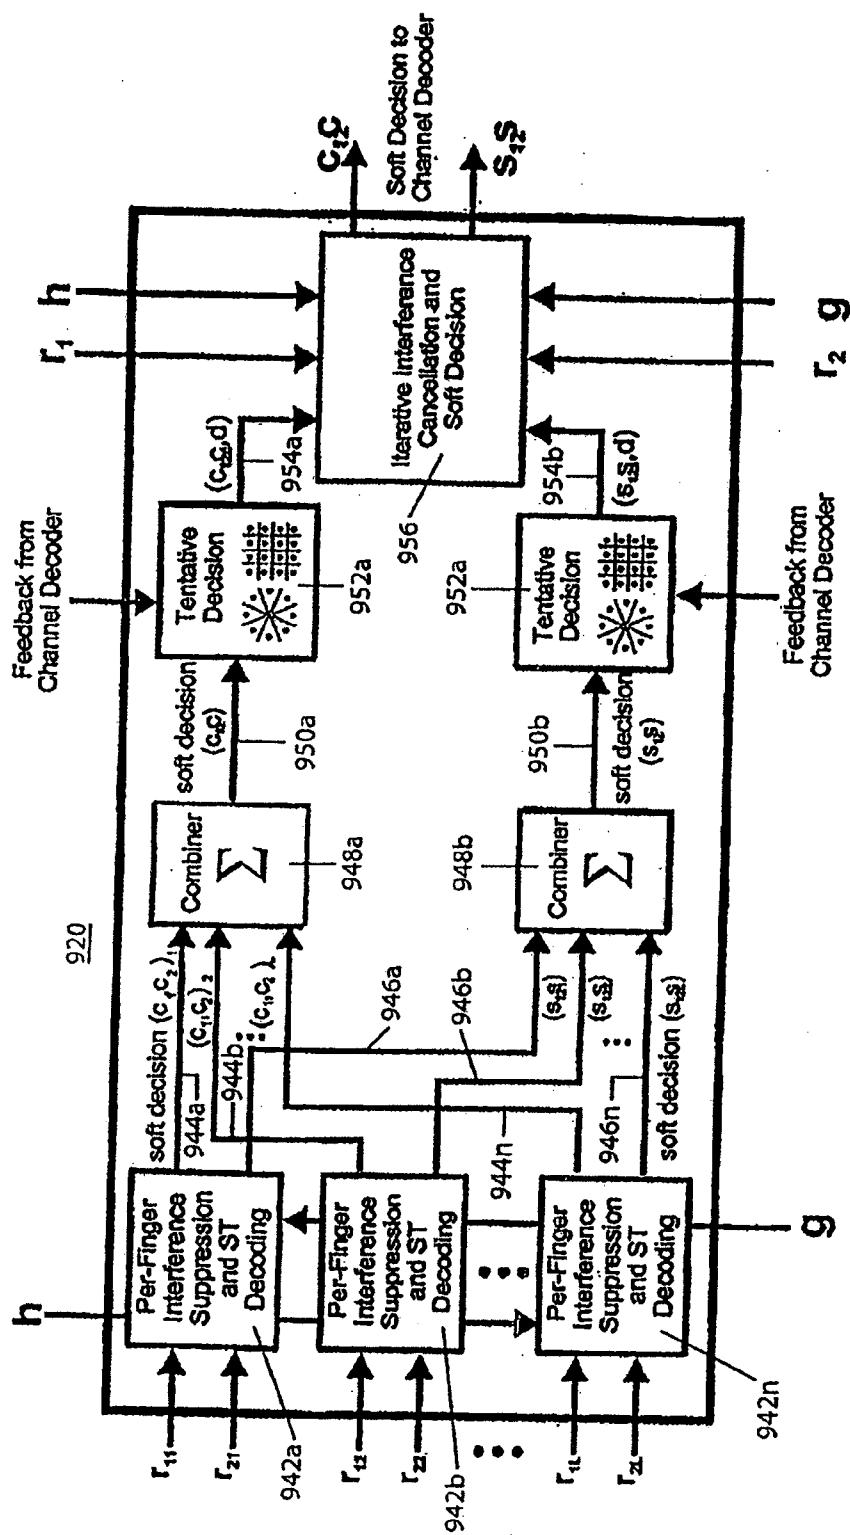 920
h
r₁₁
r₂₁
942a
Per-Finger
Interference
Suppression
and ST
Decoding
r₁₂
r₂₂
942b
Per-Finger
Interference
Suppression
and ST
Decoding
r₁L
r₂L
942n
Per-Finger
Interference
Suppression
and ST
Decoding
g
soft decision
944a
944b
944n
946a
946b
946n
soft decision
Combiner
Σ
948a
Combiner
Σ
948b
soft decision
950a
soft decision
950b
Feedback from
Channel Decoder
Tentative
Decision
952a
Tentative
Decision
952a
Feedback from
Channel Decoder
954a
954b
r₁
h
Iterative Interference
Cancellation and
Soft Decision
956
r₂
g
Soft Decision to
Channel Decoder